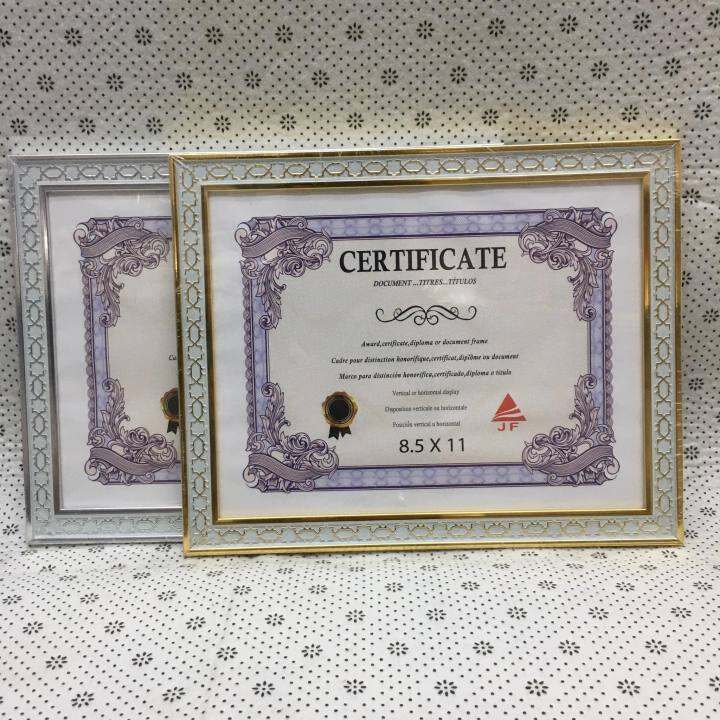 CERTIFICATE
DOCUMENT ...TITRES...TÍTULOS
Award,certificate,diploma or document frame
Cadre pour distinction honorifique,certificat,diplôme ou document
Marco para distinción honorífica,certificado,diploma o titulo
Vertical or horizontal display
Disposition verticale ou horizontale
Posición vertical u horizontal
JF
8.5 X 11